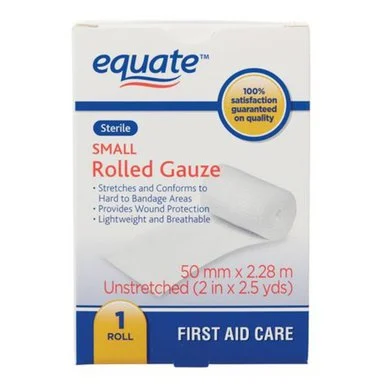 equate™
100%
satisfaction
guaranteed
on quality
Sterile
SMALL
Rolled Gauze
• Stretches and Conforms to
Hard to Bandage Areas
• Provides Wound Protection
• Lightweight and Breathable
50 mm x 2.28 m
Unstretched (2 in x 2.5 yds)
1
ROLL
FIRST AID CARE